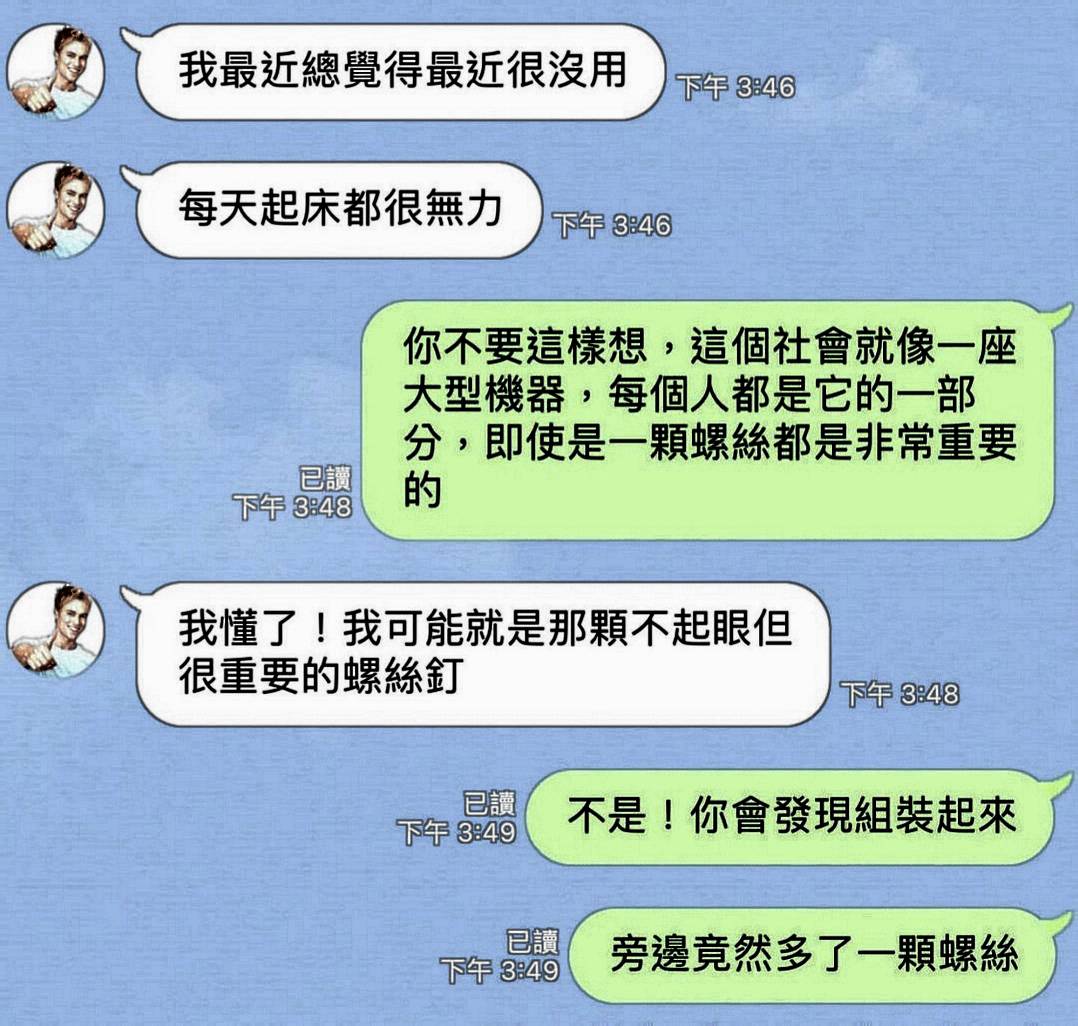 我最近總覺得最近很沒用
下午 3:46
每天起床都很無力
下午 3:46
你不要這樣想，這個社會就像一座
大型機器，每個人都是它的一部
分，即使是一顆螺絲都是非常重要
的
已讀
下午 3:48
我懂了！我可能就是那顆不起眼但
很重要的螺絲釘
下午 3:48
不是！你會發現組裝起來
已讀
下午 3:49
旁邊竟然多了一顆螺絲
已讀
下午 3:49